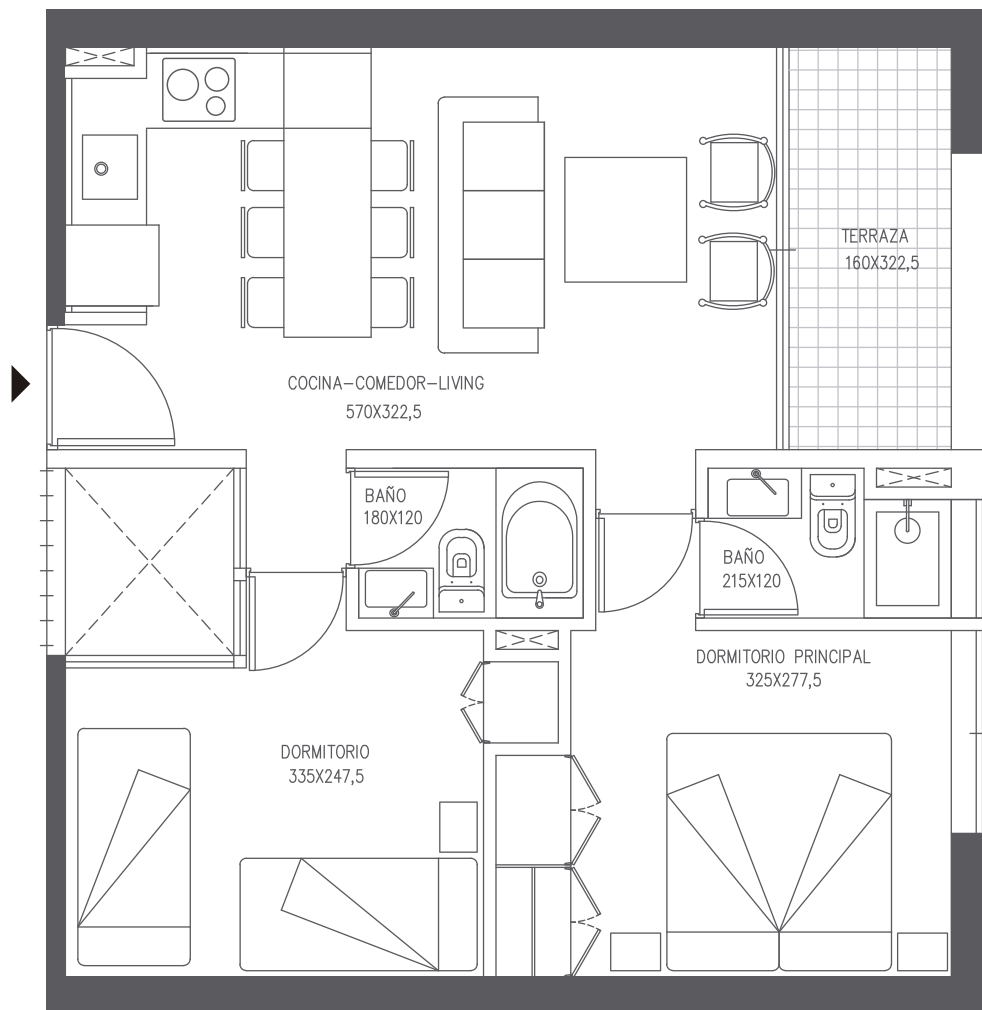 TERRAZA
160X322,5
COCINA-COMEDOR-LIVING
570X322,5
BAÑO
180X120
BAÑO
215X120
DORMITORIO PRINCIPAL
325X277,5
DORMITORIO
335X247,5